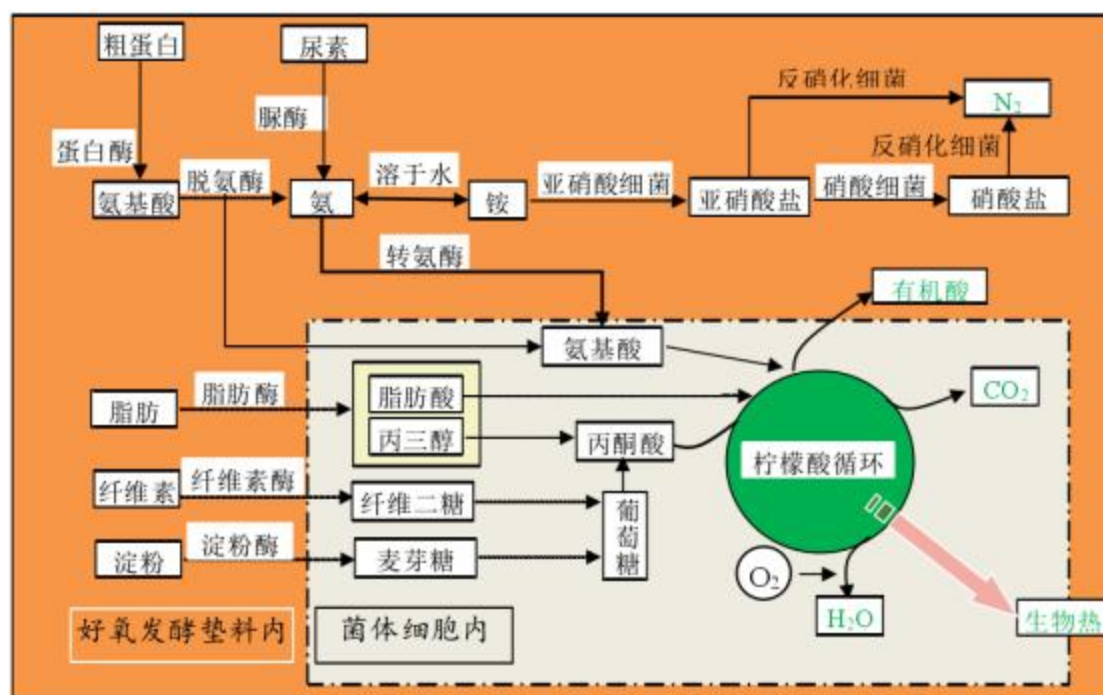 粗蛋白
尿素
反硝化细菌
N₂
蛋白酶
脲酶
反硝化细菌
氨基酸
脱氨酶
氨
溶于水
铵
亚硝酸细菌
亚硝酸盐
硝酸细菌
硝酸盐
转氨酶
有机酸
氨基酸
脂肪
脂肪酶
脂肪酸
丙三醇
丙酮酸
CO₂
柠檬酸循环
纤维素
纤维素酶
纤维二糖
葡萄糖
淀粉
淀粉酶
麦芽糖
O₂
H₂O
生物热
好氧发酵垫料内
菌体细胞内